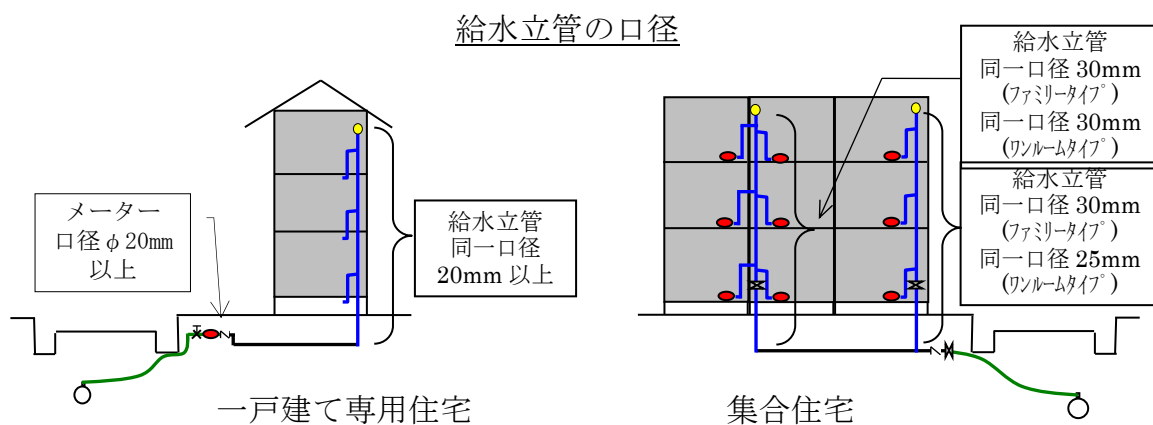 給水立管の口径
給水立管
同一口径 30mm
(ファミリータイプ)
同一口径 30mm
(ワンルームタイプ)
給水立管
同一口径 30mm
(ファミリータイプ)
同一口径 25mm
(ワンルームタイプ)
メーター
口径φ20㎜
以上
給水立管
同一口径
20mm 以上
一戸建て専用住宅
集合住宅